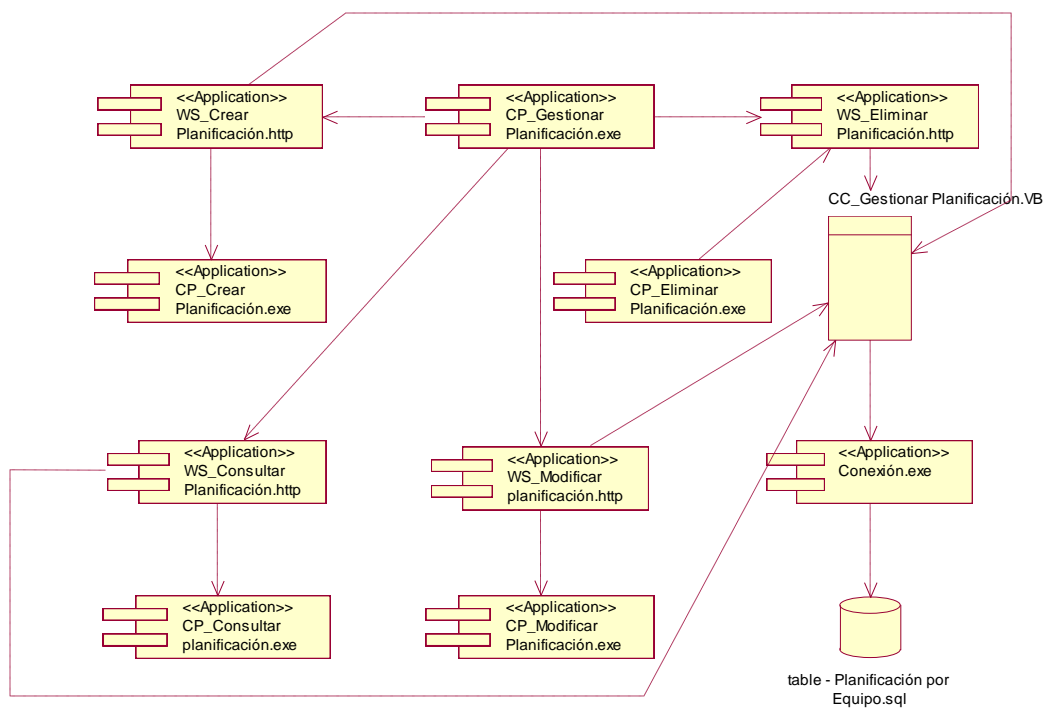 <<Application>>
WS_Crear
Planificación.http
<<Application>>
CP_Gestionar
Planificación.exe
<<Application>>
WS_Eliminar
Planificación.http
CC_Gestionar Planificación.VB
<<Application>>
CP_Crear
Planificación.exe
<<Application>>
CP_Eliminar
Planificación.exe
<<Application>>
WS_Consultar
Planificación.http
<<Application>>
WS_Modificar
planificación.http
<<Application>>
Conexión.exe
<<Application>>
CP_Consultar
planificación.exe
<<Application>>
CP_Modificar
Planificación.exe
table - Planificación por
Equipo.sql